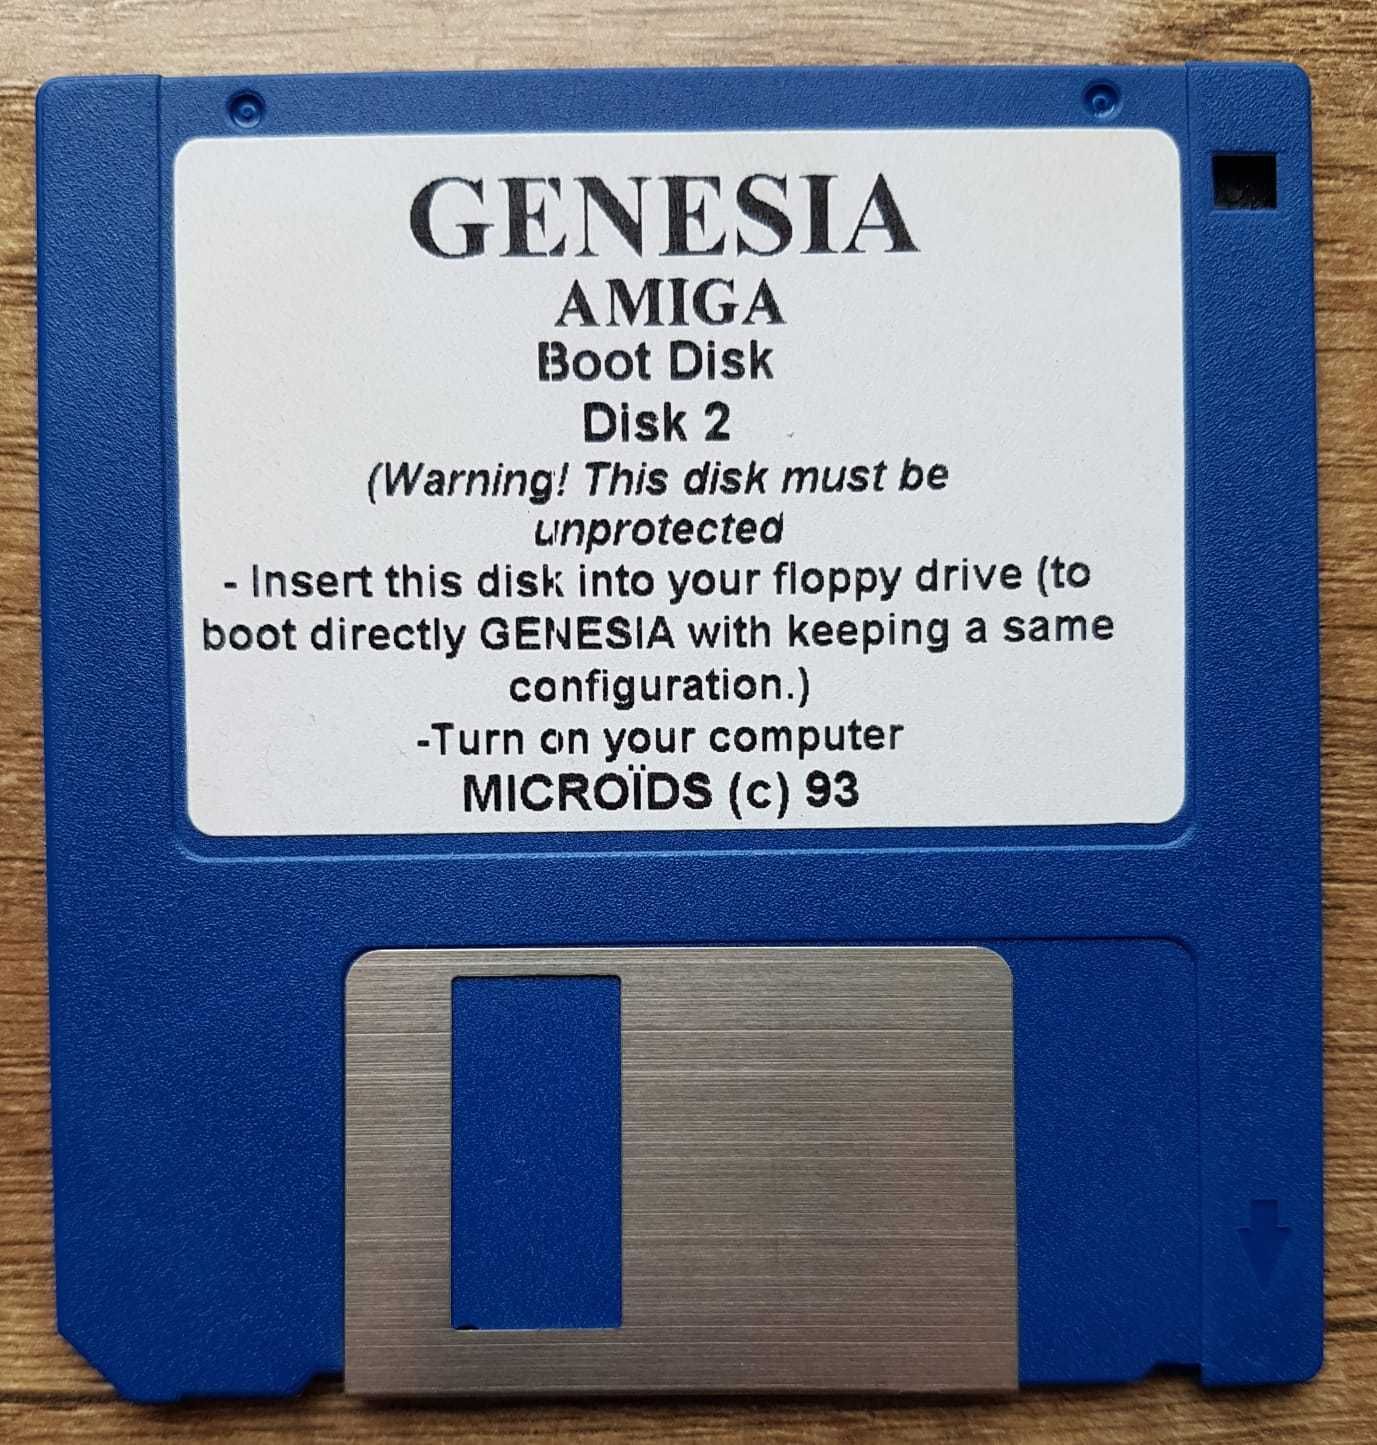 GENESIA
AMIGA
Boot Disk
Disk 2
(Warning! This disk must be
unprotected
- Insert this disk into your floppy drive (to
boot directly GENESIA with keeping a same
configuration.)
-Turn on your computer
MICROÏDS (c) 93